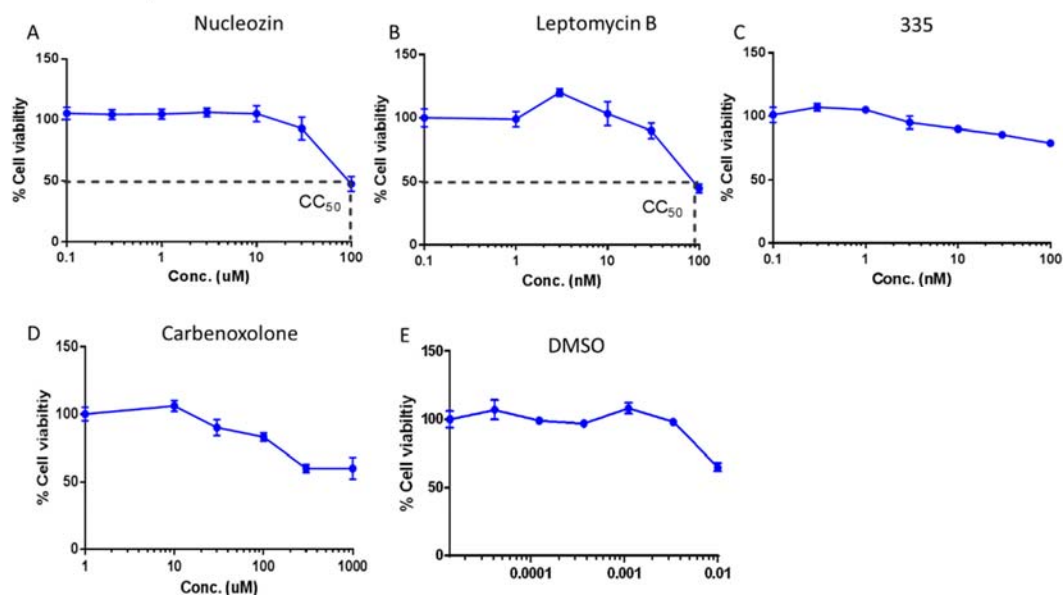 A
Nucleozin
150
100
50
0
% Cell viabiltiy
CC50
0.1 1 10 100
Conc. (uM)
B
Leptomycin B
150
100
50
0
% Cell viabiltiy
CC50
0.1 1 10 100
Conc. (nM)
C
335
150
100
50
0
% Cell viabiltiy
0.1 1 10 100
Conc. (nM)
D
Carbenoxolone
150
100
50
0
% Cell viabiltiy
1 10 100 1000
Conc. (uM)
E
DMSO
150
100
50
0
% Cell viabiltiy
0.0001 0.001 0.01